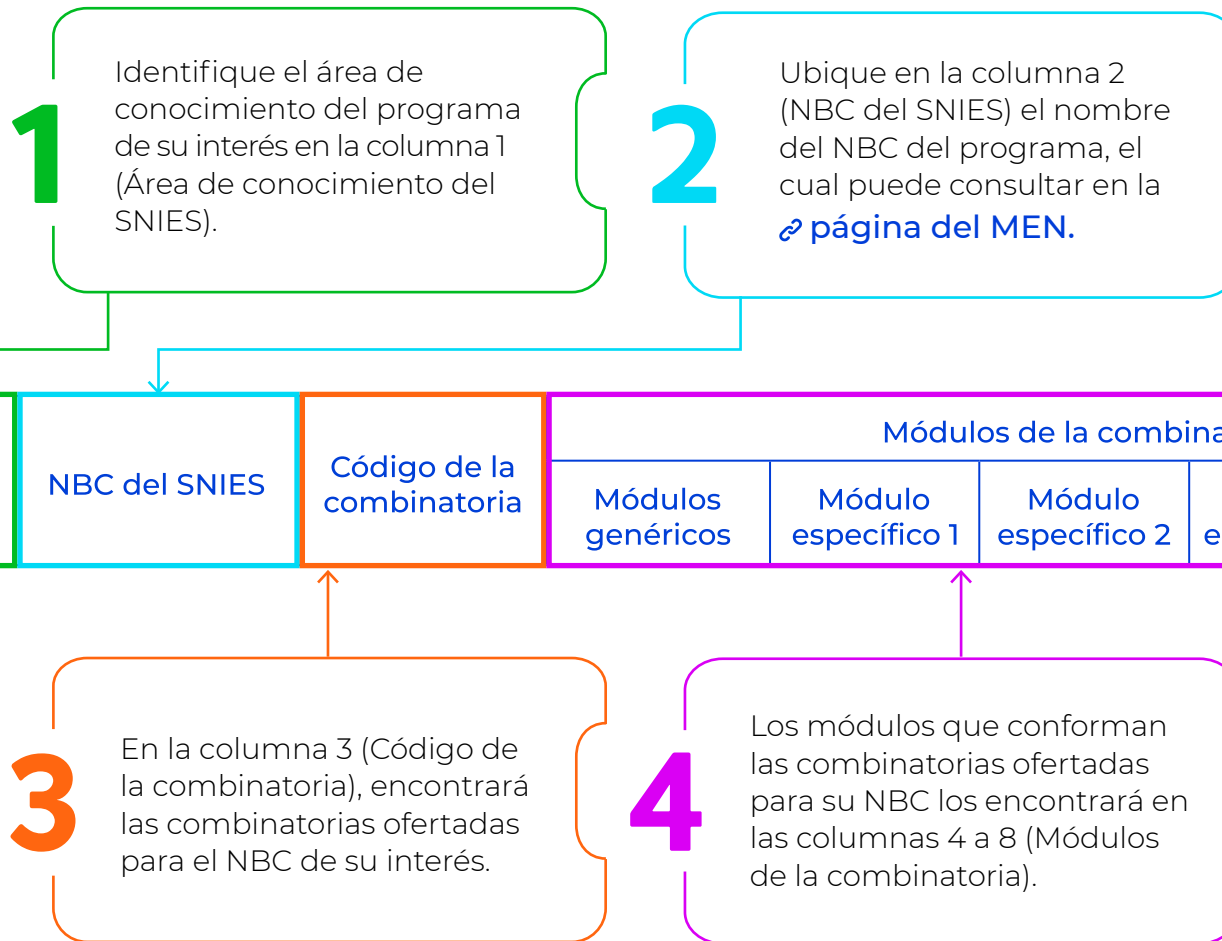 1
Identifique el área de
conocimiento del programa
de su interés en la columna 1
(Área de conocimiento del
SNIES).
2
Ubique en la columna 2
(NBC del SNIES) el nombre
del NBC del programa, el
cual puede consultar en la
página del MEN.
NBC del SNIES
Código de la
combinatoria
Módulos de la combina
Módulos
genéricos
Módulo
específico 1
Módulo
específico 2
e
3
En la columna 3 (Código de
la combinatoria), encontrará
las combinatorias ofertadas
para el NBC de su interés.
4
Los módulos que conforman
las combinatorias ofertadas
para su NBC los encontrará en
las columnas 4 a 8 (Módulos
de la combinatoria).